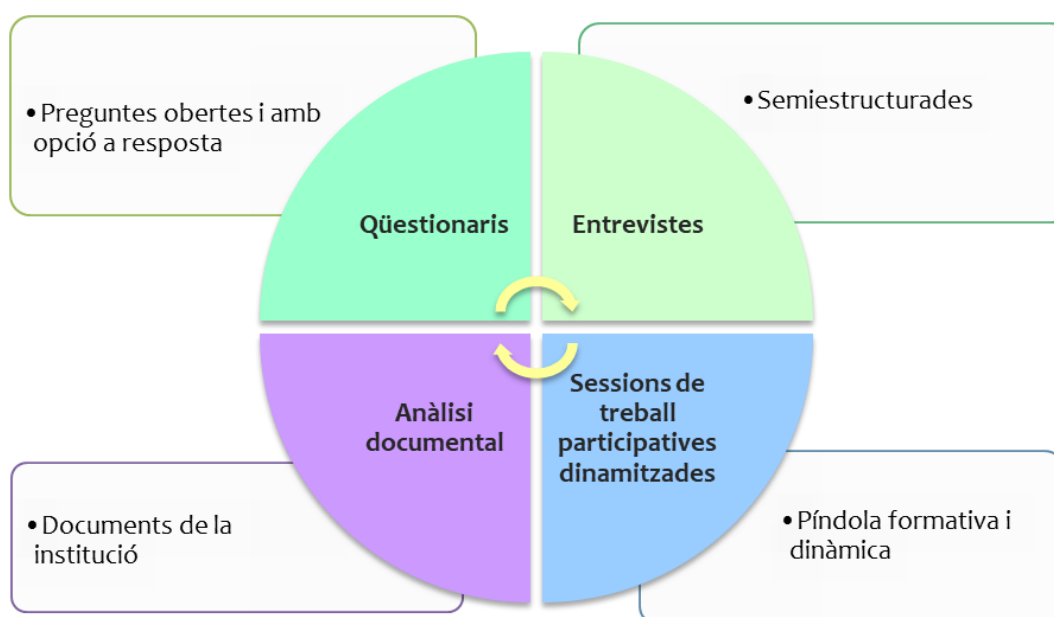 •Preguntes obertes i amb
opció a resposta
•Semiestructurades
Qüestionaris
Entrevistes
Anàlisi
documental
Sessions de
treball
participatives
dinamitzades
•Documents de la
institució
•Píndola formativa i
dinàmica